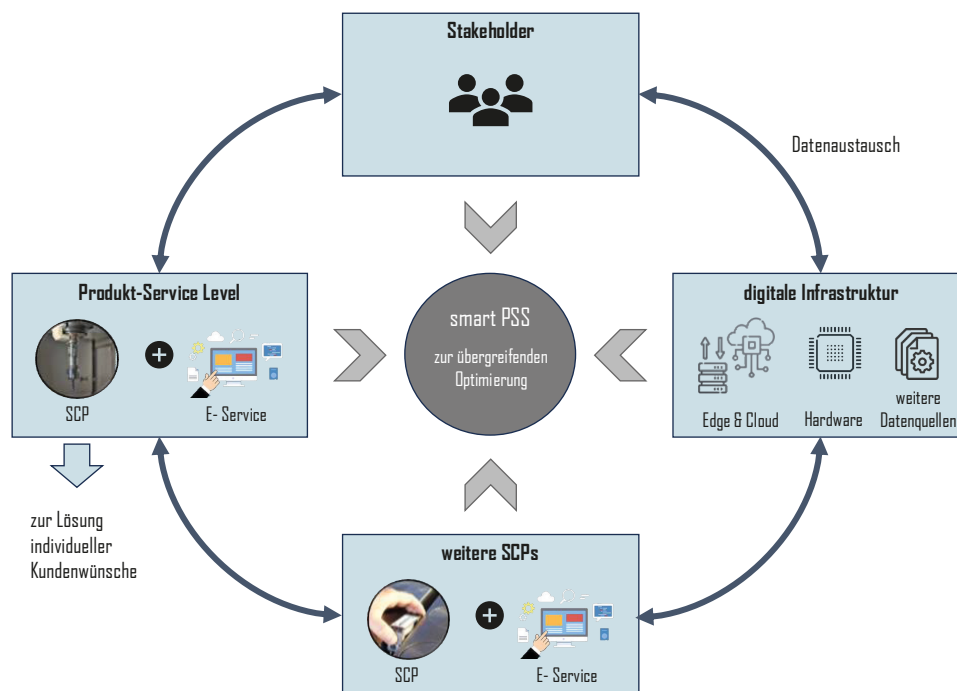 Stakeholder
Datenaustausch
Produkt-Service Level
SCP
E- Service
smart PSS
zur übergreifenden
Optimierung
digitale Infrastruktur
Edge & Cloud
Hardware
weitere
Datenquellen
zur Lösung
individueller
Kundenwünsche
weitere SCPs
SCP
E- Service